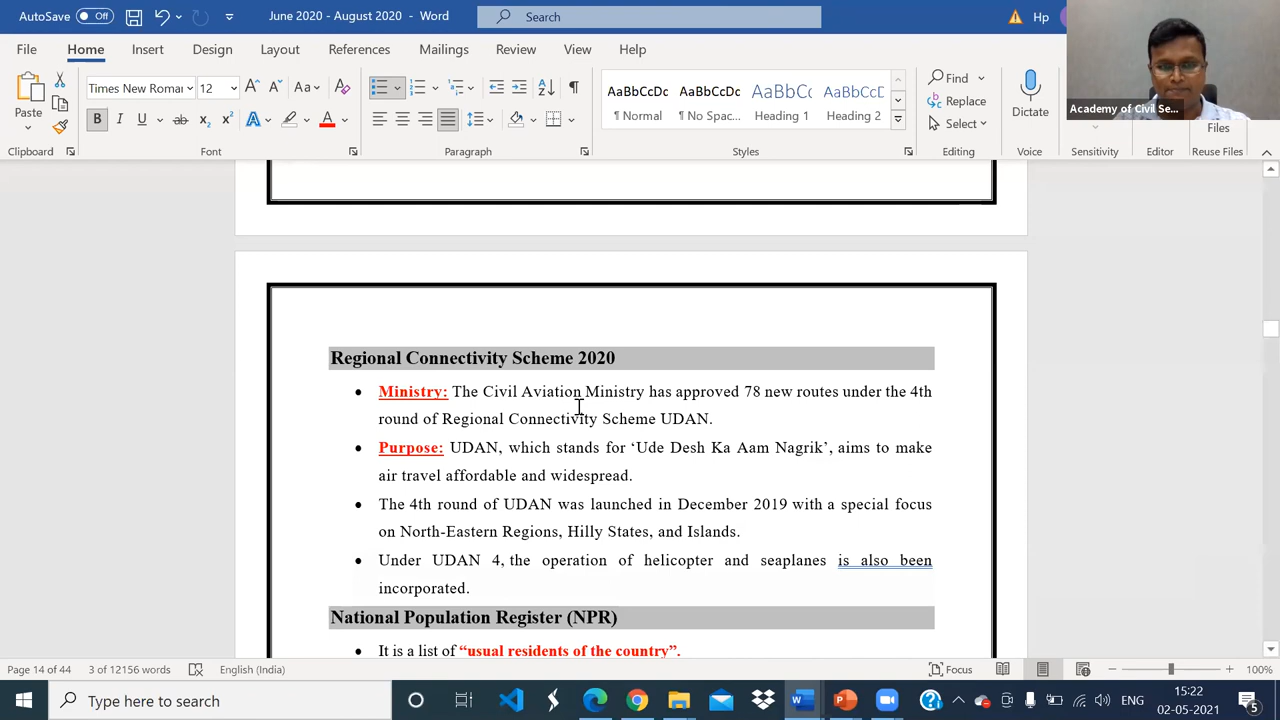 AutoSave Off June 2020 - August 2020 - Word Search Hp
File Home Insert Design Layout References Mailings Review View Help
Paste
Clipboard
Times New Roma 12
Font
Paragraph
AaBbCcDc AaBbCcDc AaBbCc AaBbCcD
¶ Normal ¶ No Spac... Heading 1 Heading 2
Styles
Find
Replace
Select
Editing
Dictate
Voice
Sensitivity
Editor
Files
Reuse Files
Academy of Civil Se...
Regional Connectivity Scheme 2020
• Ministry: The Civil Aviation Ministry has approved 78 new routes under the 4th
round of Regional Connectivity Scheme UDAN.
• Purpose: UDAN, which stands for ‘Ude Desh Ka Aam Nagrik’, aims to make
air travel affordable and widespread.
• The 4th round of UDAN was launched in December 2019 with a special focus
on North-Eastern Regions, Hilly States, and Islands.
• Under UDAN 4, the operation of helicopter and seaplanes is also been
incorporated.
National Population Register (NPR)
• It is a list of “usual residents of the country”.
Page 14 of 44 3 of 12156 words English (India) Focus 100%
Type here to search
ENG
15:22
02-05-2021
5